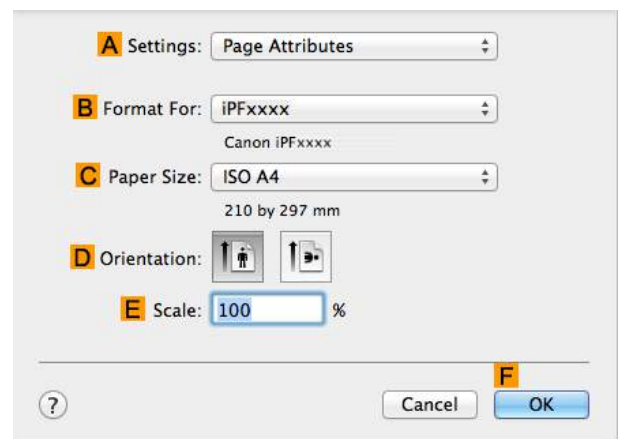 A Settings: Page Attributes
B Format For: iPFxxxx
Canon iPFxxxx
C Paper Size: ISO A4
210 by 297 mm
D Orientation:
E Scale: 100 %
F
? Cancel OK